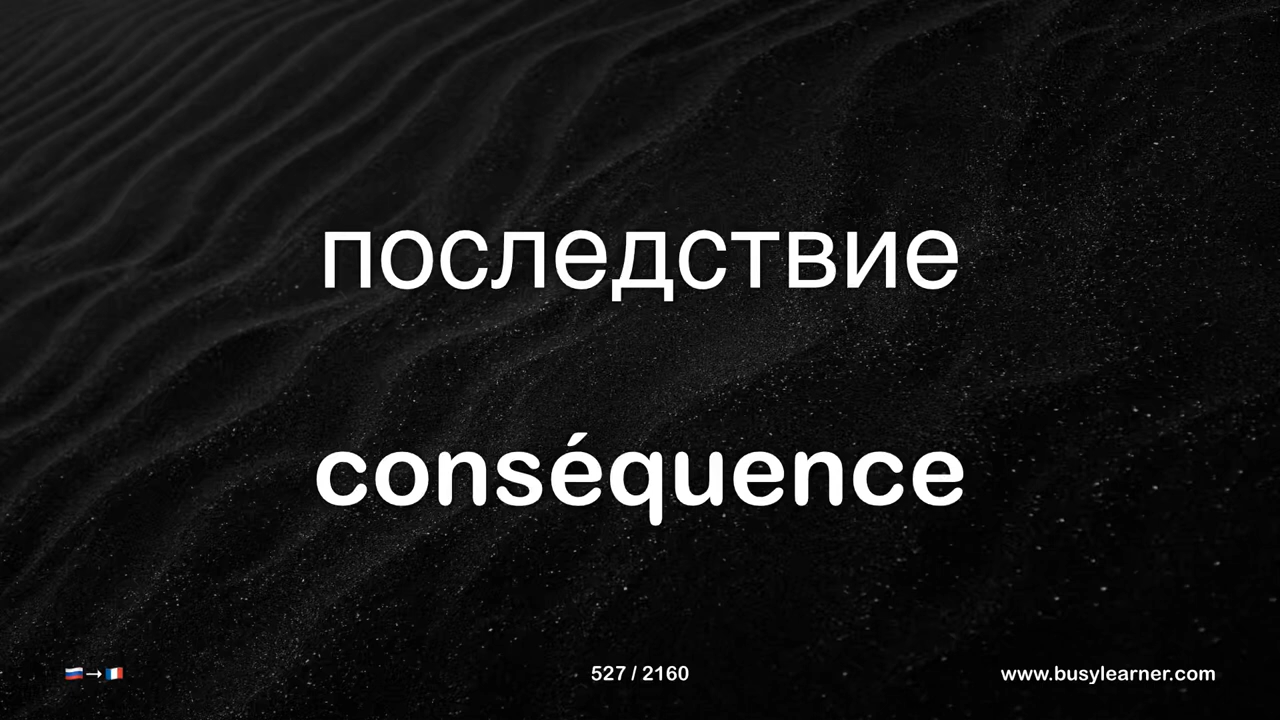 последствие
conséquence
🇷🇺→🇫🇷
527 / 2160
www.busylearner.com